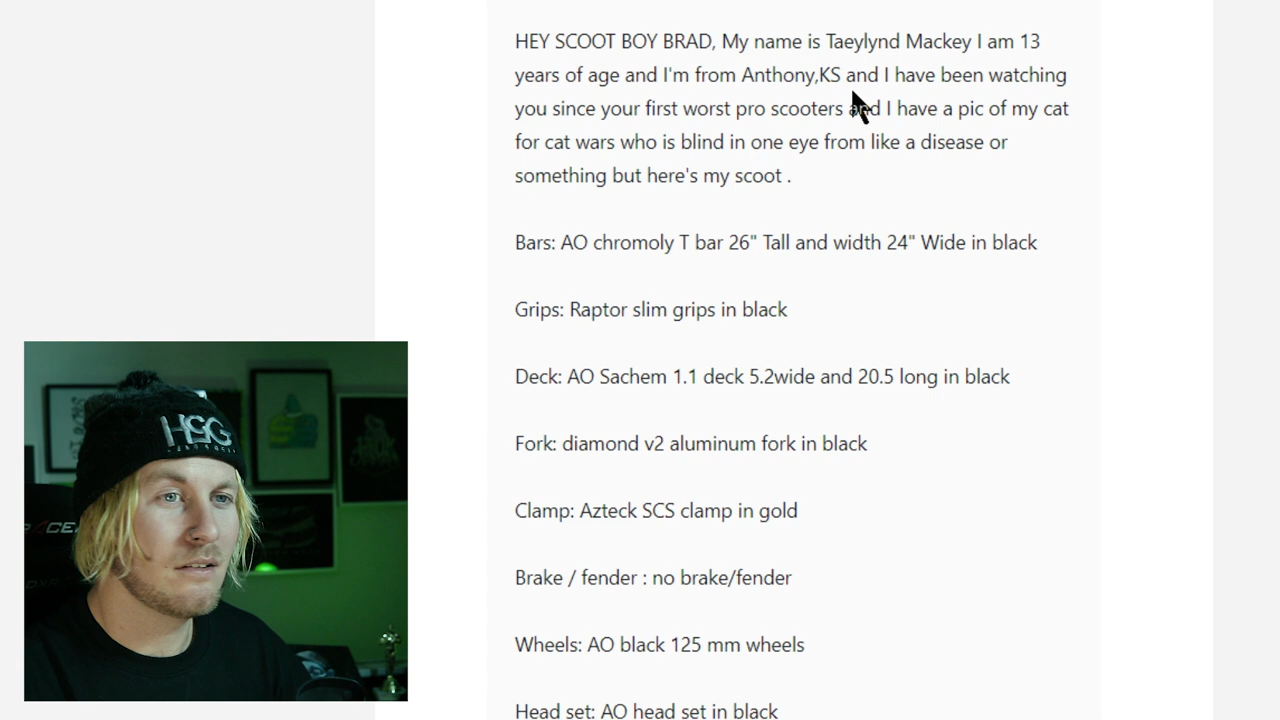 HEY SCOOT BOY BRAD, My name is Taeylynd Mackey I am 13
years of age and I'm from Anthony,KS and I have been watching
you since your first worst pro scooters and I have a pic of my cat
for cat wars who is blind in one eye from like a disease or
something but here's my scoot .
Bars: AO chromoly T bar 26" Tall and width 24" Wide in black
Grips: Raptor slim grips in black
Deck: AO Sachem 1.1 deck 5.2wide and 20.5 long in black
Fork: diamond v2 aluminum fork in black
Clamp: Azteck SCS clamp in gold
Brake / fender : no brake/fender
Wheels: AO black 125 mm wheels
Head set: AO head set in black
HSG